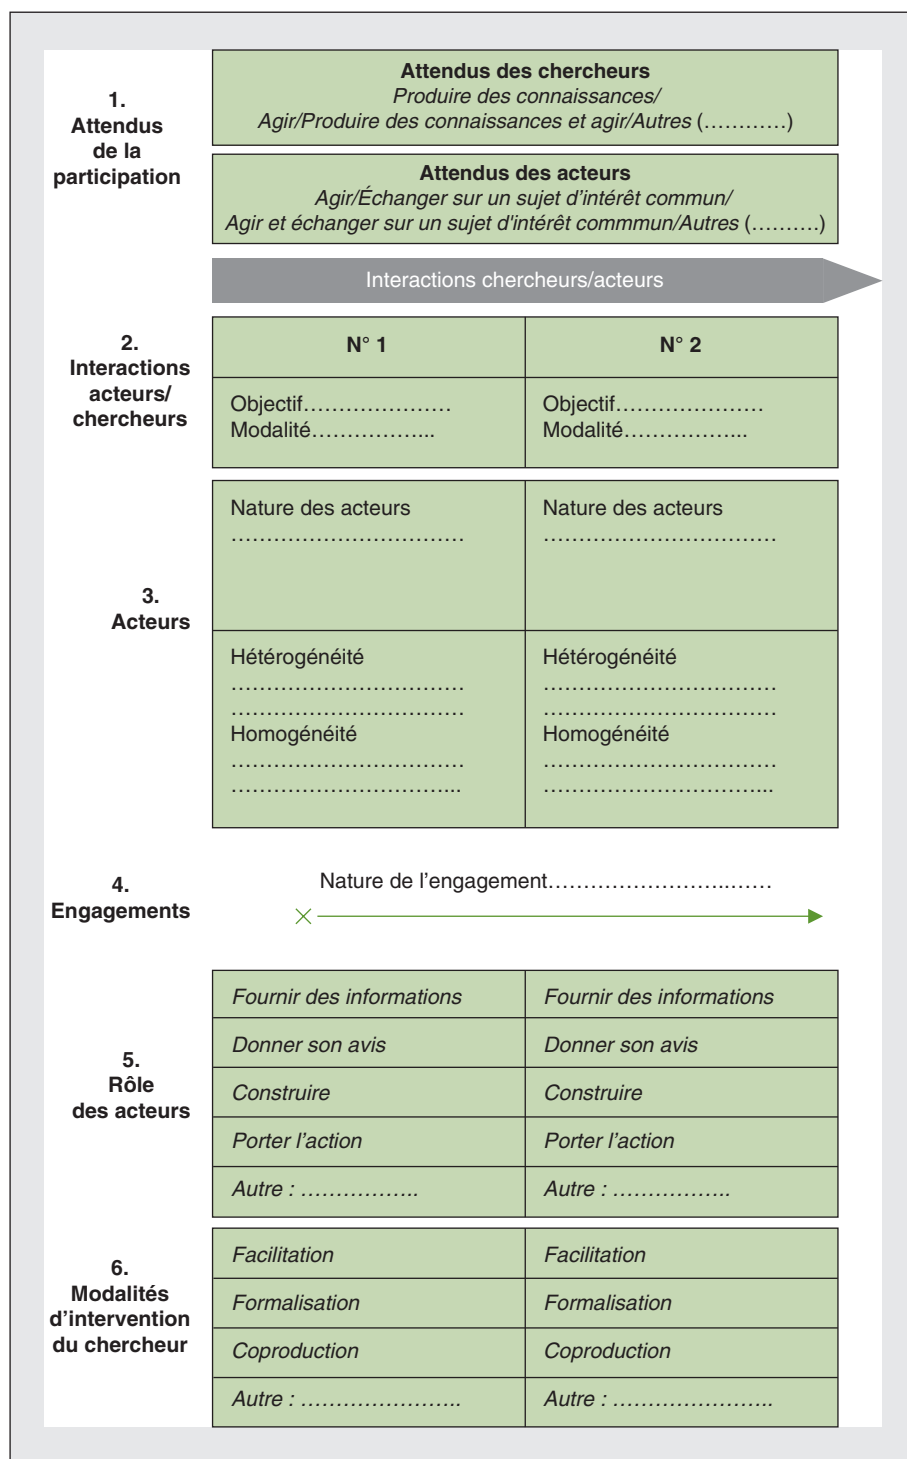 1.
Attendus
de la
participation
Attendus des chercheurs
Produire des connaissances/
Agir/Produire des connaissances et agir/Autres (…………)
Attendus des acteurs
Agir/Échanger sur un sujet d’intérêt commun/
Agir et échanger sur un sujet d'intérêt commmun/Autres (……….)
Interactions chercheurs/acteurs
2.
Interactions
acteurs/
chercheurs
N° 1
N° 2
Objectif…………………
Modalité……………...
Objectif…………………
Modalité……………...
3.
Acteurs
Nature des acteurs
……………………………
Nature des acteurs
……………………………
Hétérogénéité
……………………………
……………………………
Homogénéité
……………………………
…………………………...
Hétérogénéité
……………………………
……………………………
Homogénéité
……………………………
…………………………...
4.
Engagements
Nature de l’engagement……………………..……
5.
Rôle
des acteurs
Fournir des informations
Fournir des informations
Donner son avis
Donner son avis
Construire
Construire
Porter l’action
Porter l’action
Autre : ……………..
Autre : ……………..
6.
Modalités
d’intervention
du chercheur
Facilitation
Facilitation
Formalisation
Formalisation
Coproduction
Coproduction
Autre : …………………..
Autre : …………………..